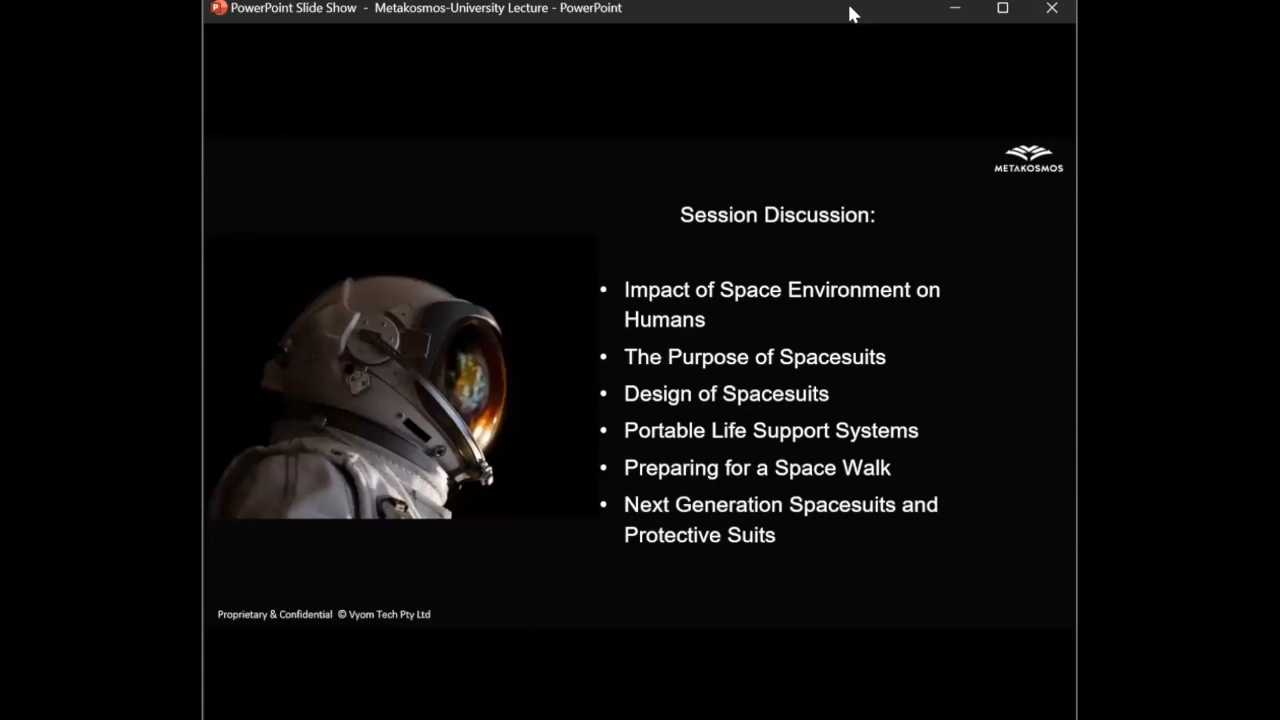 PowerPoint Slide Show - Metakosmos-University Lecture - PowerPoint
METAKOSMOS
Session Discussion:
• Impact of Space Environment on
Humans
• The Purpose of Spacesuits
• Design of Spacesuits
• Portable Life Support Systems
• Preparing for a Space Walk
• Next Generation Spacesuits and
Protective Suits
Proprietary & Confidential © Vyom Tech Pty Ltd